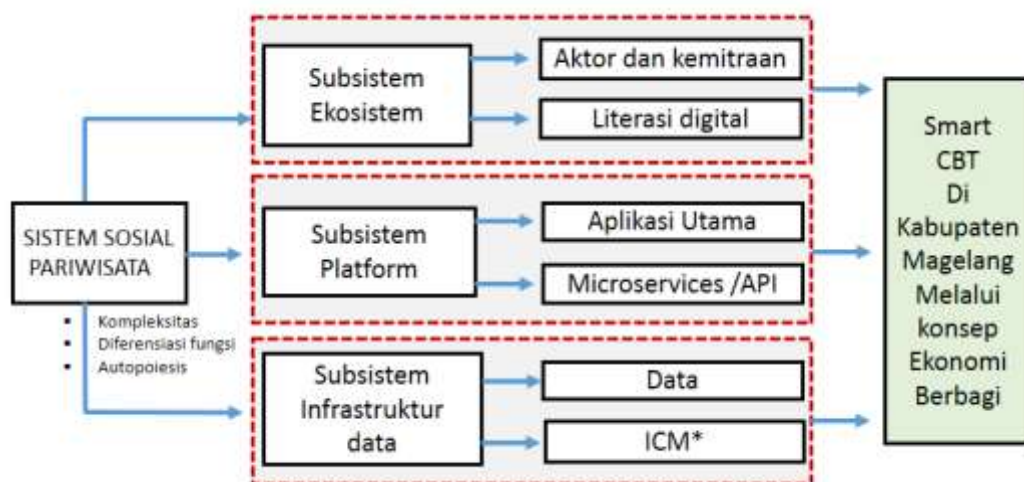 SISTEM SOSIAL
PARIWISATA
▪ Kompleksitas
▪ Diferensiasi fungsi
▪ Autopoiesis
Subsistem
Ekosistem
Aktor dan kemitraan
Literasi digital
Subsistem
Platform
Aplikasi Utama
Microservices /API
Subsistem
Infrastruktur
data
Data
ICM*
Smart
CBT
Di
Kabupaten
Magelang
Melalui
konsep
Ekonomi
Berbagi